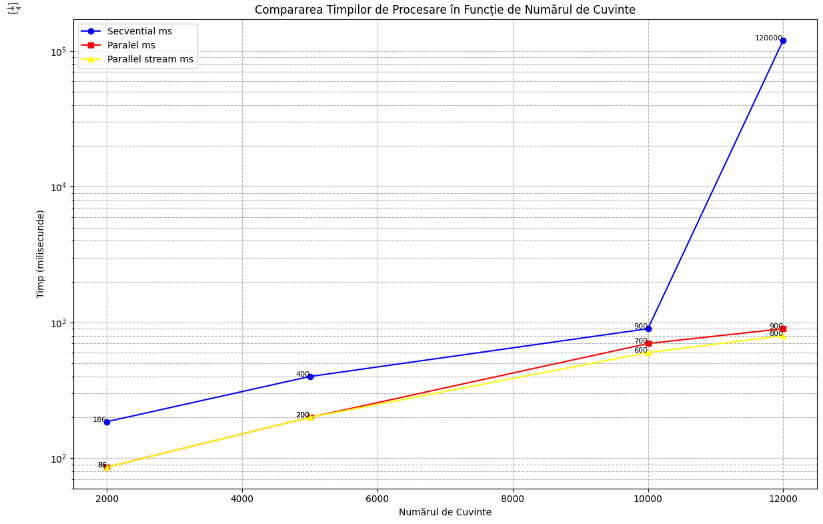 Compararea Timpilor de Procesare în Funcție de Numărul de Cuvinte
Secvential ms
Paralel ms
Parallel stream ms
Timp (milisecunde)
10^5
10^4
10^3
10^2
120000
900
900
800
700
600
400
200
186
86
2000 4000 6000 8000 10000 12000
Numărul de Cuvinte